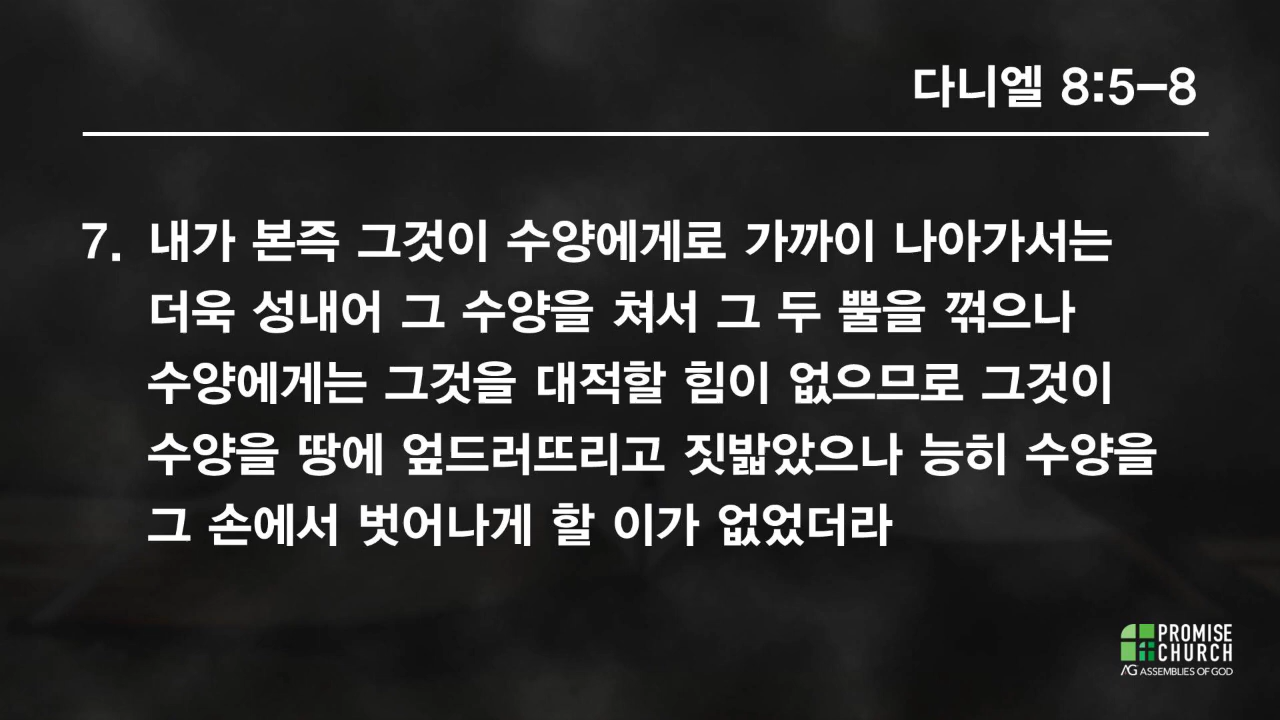 다니엘 8:5–8
7. 내가 본즉 그것이 수양에게로 가까이 나아가서는
더욱 성내어 그 수양을 쳐서 그 두 뿔을 꺾으나
수양에게는 그것을 대적할 힘이 없으므로 그것이
수양을 땅에 엎드러뜨리고 짓밟았으나 능히 수양을
그 손에서 벗어나게 할 이가 없었더라
PROMISE
CHURCH
AG ASSEMBLIES OF GOD